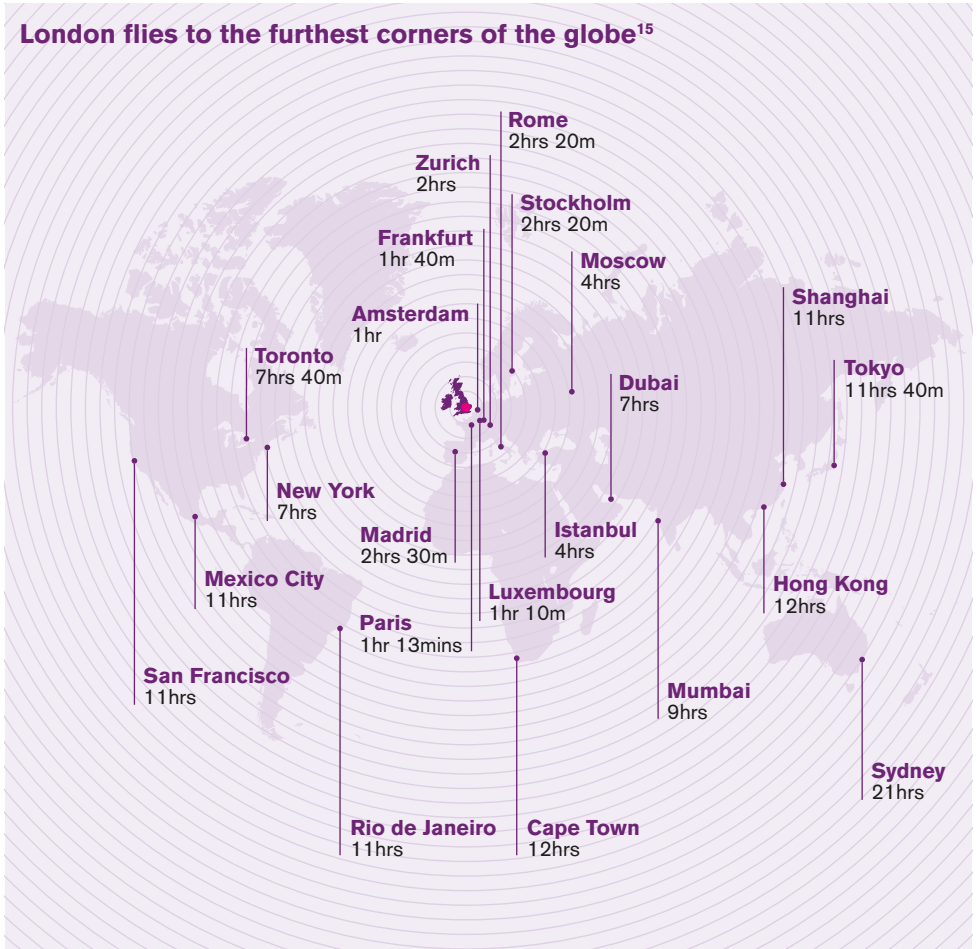 London flies to the furthest corners of the globe15
Rome
2hrs 20m
Zurich
2hrs
Stockholm
2hrs 20m
Frankfurt
1hr 40m
Moscow
4hrs
Shanghai
11hrs
Amsterdam
1hr
Toronto
7hrs 40m
Tokyo
11hrs 40m
Dubai
7hrs
New York
7hrs
Madrid
2hrs 30m
Istanbul
4hrs
Mexico City
11hrs
Luxembourg
1hr 10m
Hong Kong
12hrs
Paris
1hr 13mins
San Francisco
11hrs
Mumbai
9hrs
Sydney
21hrs
Rio de Janeiro
11hrs
Cape Town
12hrs